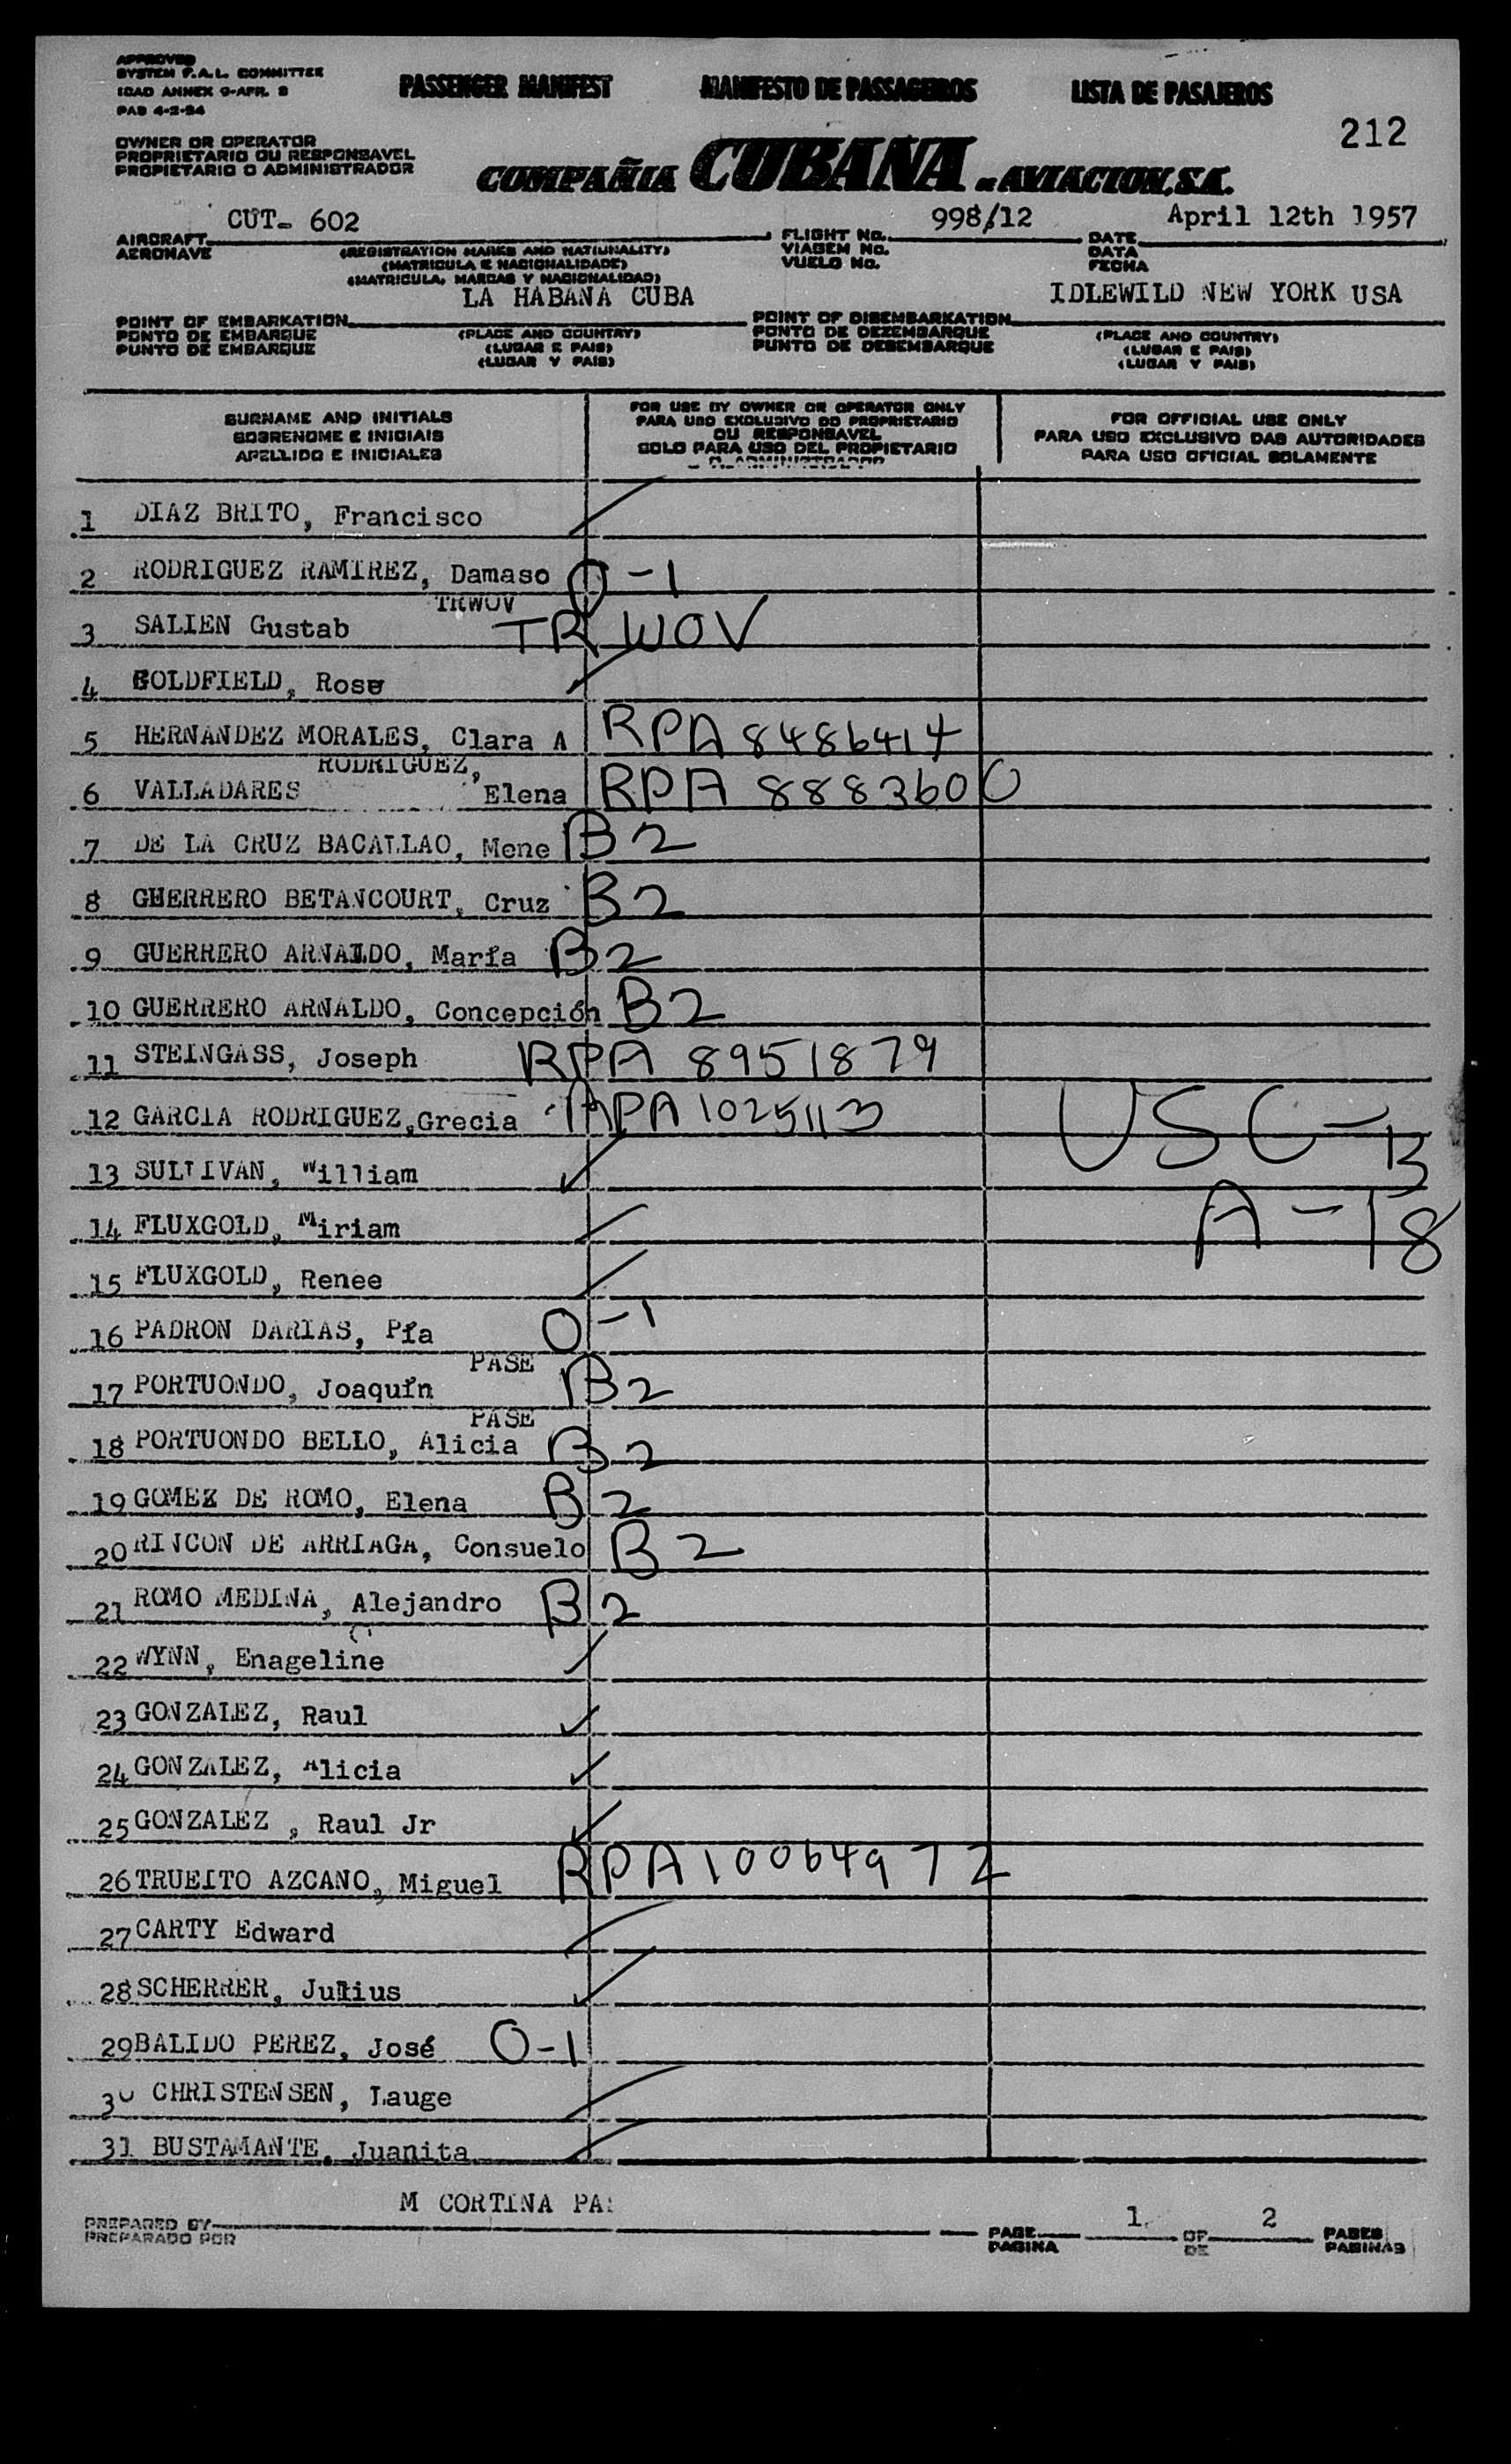 APPROVED
SYSTEM F.A.L. COMMITTEE
ICAO ANNEX 9-APR. 8
PAB 4-2-54
PASSENGER MANIFEST MANIFESTO DE PASSAGEIROS LISTA DE PASAJEROS
212
OWNER OR OPERATOR
PROPRIETARIO OU RESPONSAVEL
PROPIETARIO O ADMINISTRADOR
COMPAÑIA CUBANA DE AVIACION, S.A.
CUT- 602 998/12 April 12th 1957
AIRCRAFT FLIGHT No. DATE
AERONAVE VIAGEM No. DATA
VUELO No. FECHA
(REGISTRATION MARKS AND NATIONALITY)
(MATRICULA E NACIONALIDADE)
(MATRICULA, MARCAS Y NACIONALIDAD)
LA HABANA CUBA IDLEWILD NEW YORK USA
POINT OF EMBARKATION (PLACE AND COUNTRY) POINT OF DISEMBARKATION (PLACE AND COUNTRY)
PONTO DE EMBARQUE (LUGAR E PAIS) PONTO DE DEZEMBARQUE (LUGAR E PAIS)
PUNTO DE EMBARQUE (LUGAR Y PAIS) PUNTO DE DESEMBARQUE (LUGAR Y PAIS)
SURNAME AND INITIALS
SOBRENOME E INICIAIS
APELLIDO E INICIALES
FOR USE BY OWNER OR OPERATOR ONLY
PARA USO EXCLUSIVO DO PROPRIETARIO
OU RESPONSAVEL
SOLO PARA USO DEL PROPIETARIO
O ADMINISTRADOR
FOR OFFICIAL USE ONLY
PARA USO EXCLUSIVO DAS AUTORIDADES
PARA USO OFICIAL SOLAMENTE
1 DIAZ BRITO, Francisco
2 RODRIGUEZ RAMIREZ, Damaso O-1
TRWOV
3 SALIEN Gustab TR WOV
4 GOLDFIELD, Rose
5 HERNANDEZ MORALES, Clara A RPA 8486414
RODRIGUEZ,
6 VALLADARES Elena RPA 8883600
7 DE LA CRUZ BACALLAO, Mene B2
8 GUERRERO BETANCOURT, Cruz B2
9 GUERRERO ARNALDO, María B2
10 GUERRERO ARNALDO, Concepción B2
11 STEINGASS, Joseph RPA 8951879
12 GARCIA RODRIGUEZ,Grecia APA 1025113
USC-13
13 SULLIVAN, William
A-18
14 FLUXGOLD, Miriam
15 FLUXGOLD, Renee
16 PADRON DARIAS, Pía O-1
PASE
17 PORTUONDO, Joaquín B2
PASE
18 PORTUONDO BELLO, Alicia B2
19 GOMEZ DE ROMO, Elena B2
20 RINCON DE ARRIAGA, Consuelo B2
21 ROMO MEDINA, Alejandro B2
22 WYNN, Enageline
23 GONZALEZ, Raul
24 GONZALEZ, Alicia
25 GONZALEZ , Raul Jr
26 TRUEITO AZCANO, Miguel RPA10064972
27 CARTY Edward
28 SCHERRER, Julius
29 BALIDO PEREZ, José O-1
30 CHRISTENSEN, Lauge
31 BUSTAMANTE, Juanita
M CORTINA PA
PREPARED BY PAGE 1 OF 2 PAGES
PREPARADO POR PAGINA DE PAGINAS